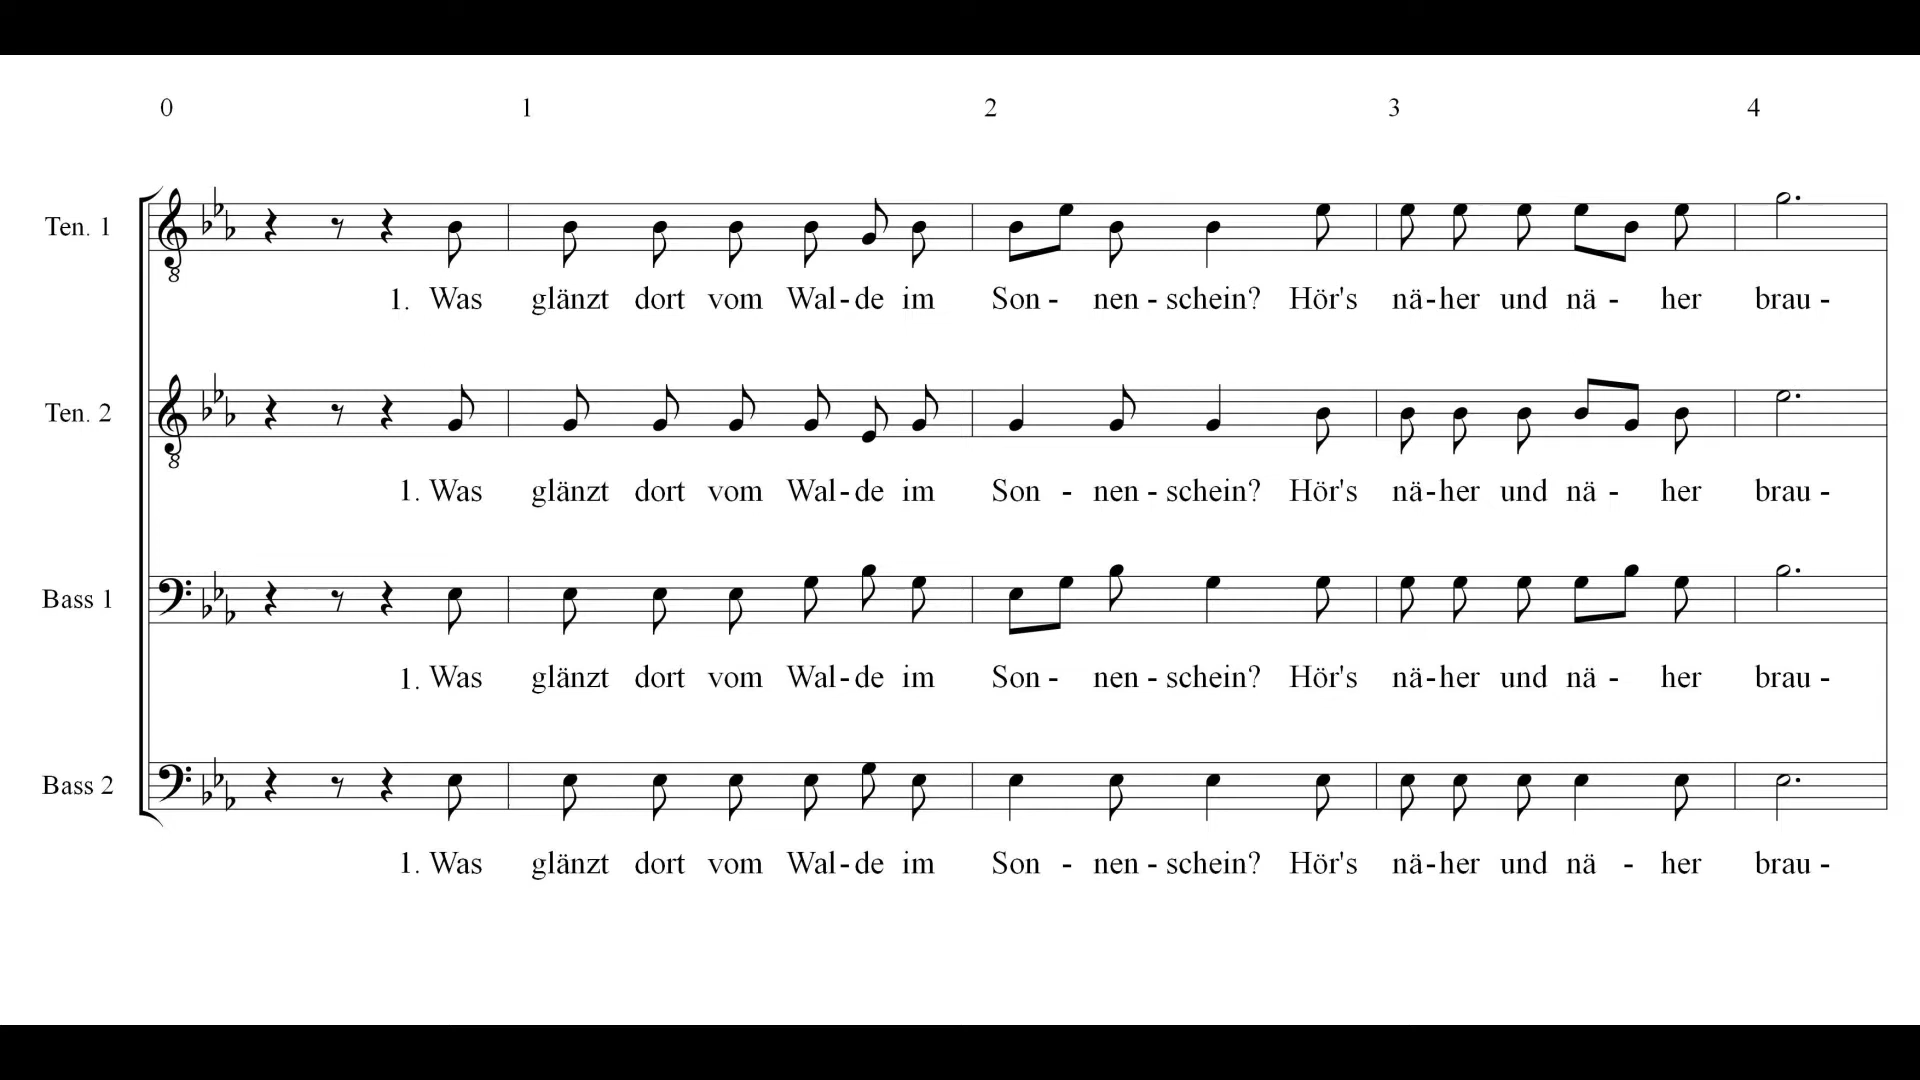 0 1 2 3 4
Ten. 1
8
1. Was glänzt dort vom Wal-de im Son - nen - schein? Hör's nä-her und nä - her brau -
Ten. 2
8
1. Was glänzt dort vom Wal-de im Son - nen - schein? Hör's nä-her und nä - her brau -
Bass 1
1. Was glänzt dort vom Wal-de im Son - nen - schein? Hör's nä-her und nä - her brau -
Bass 2
1. Was glänzt dort vom Wal-de im Son - nen - schein? Hör's nä-her und nä - her brau -